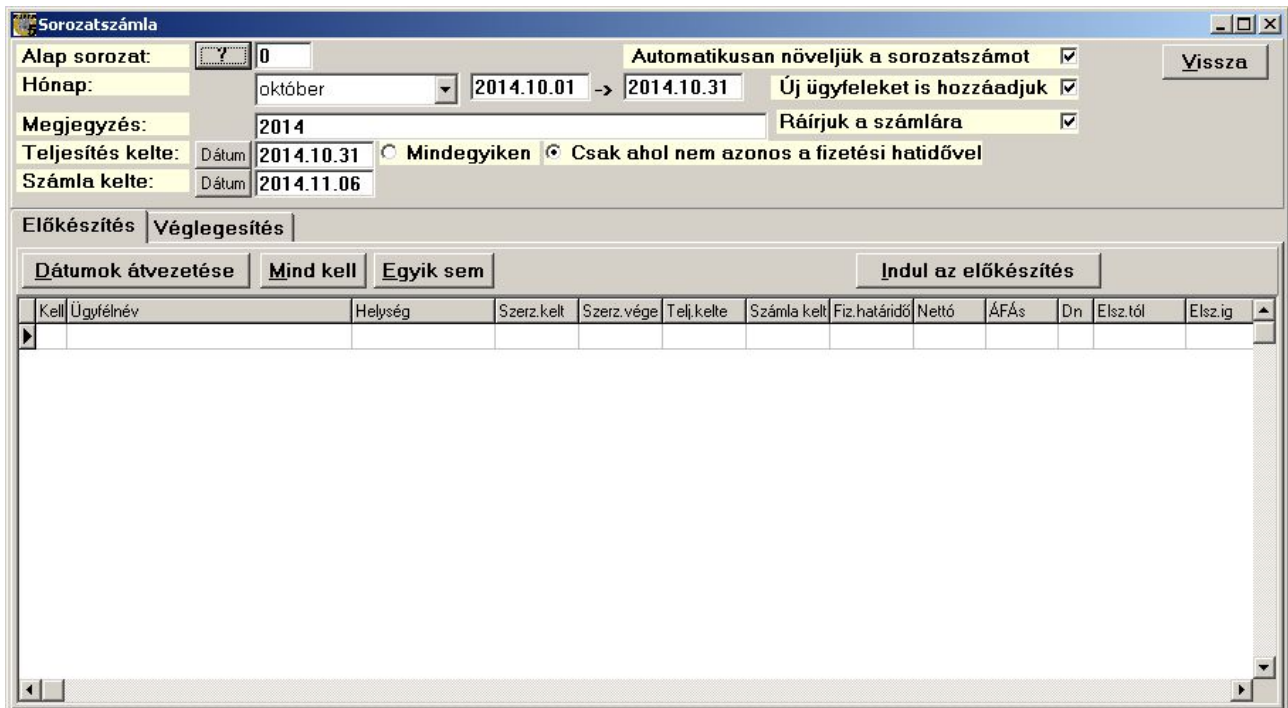 Sorozatszámla
Alap sorozat: ? 0 Automatikusan növeljük a sorozatszámot Vissza
Hónap: október 2014.10.01 -> 2014.10.31 Új ügyfeleket is hozzáadjuk
Megjegyzés: 2014 Ráírjuk a számlára
Teljesítés kelte: Dátum 2014.10.31 Mindegyiken Csak ahol nem azonos a fizetési hatidővel
Számla kelte: Dátum 2014.11.06
Előkészítés Véglegesítés
Dátumok átvezetése Mind kell Egyik sem Indul az előkészítés
Kell Ügyfélnév Helység Szerz.kelt Szerz.vége Telj.kelte Számla kelt Fiz.határidő Nettó ÁFÁs Dn Elsz.tól Elsz.ig